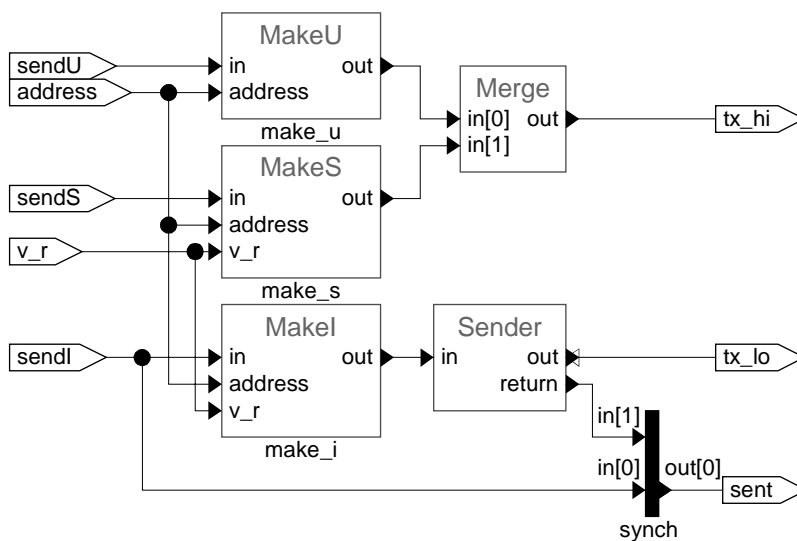 MakeU
sendU
in
out
address
address
make_u
Merge
in[0]
out
tx_hi
in[1]
MakeS
sendS
in
out
address
v_r
v_r
make_s
MakeI
Sender
sendI
in
out
in
out
tx_lo
address
return
v_r
make_i
in[1]
in[0]
out[0]
sent
synch